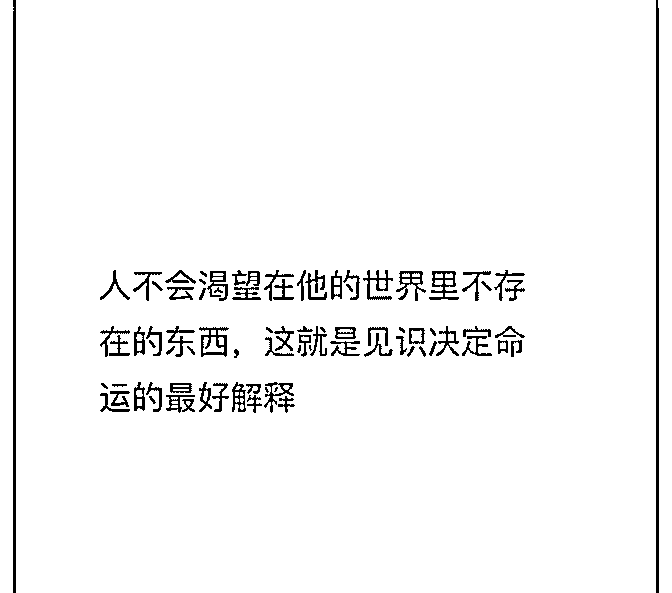 人不会渴望在他的世界里不存
在的东西，这就是见识决定命
运的最好解释